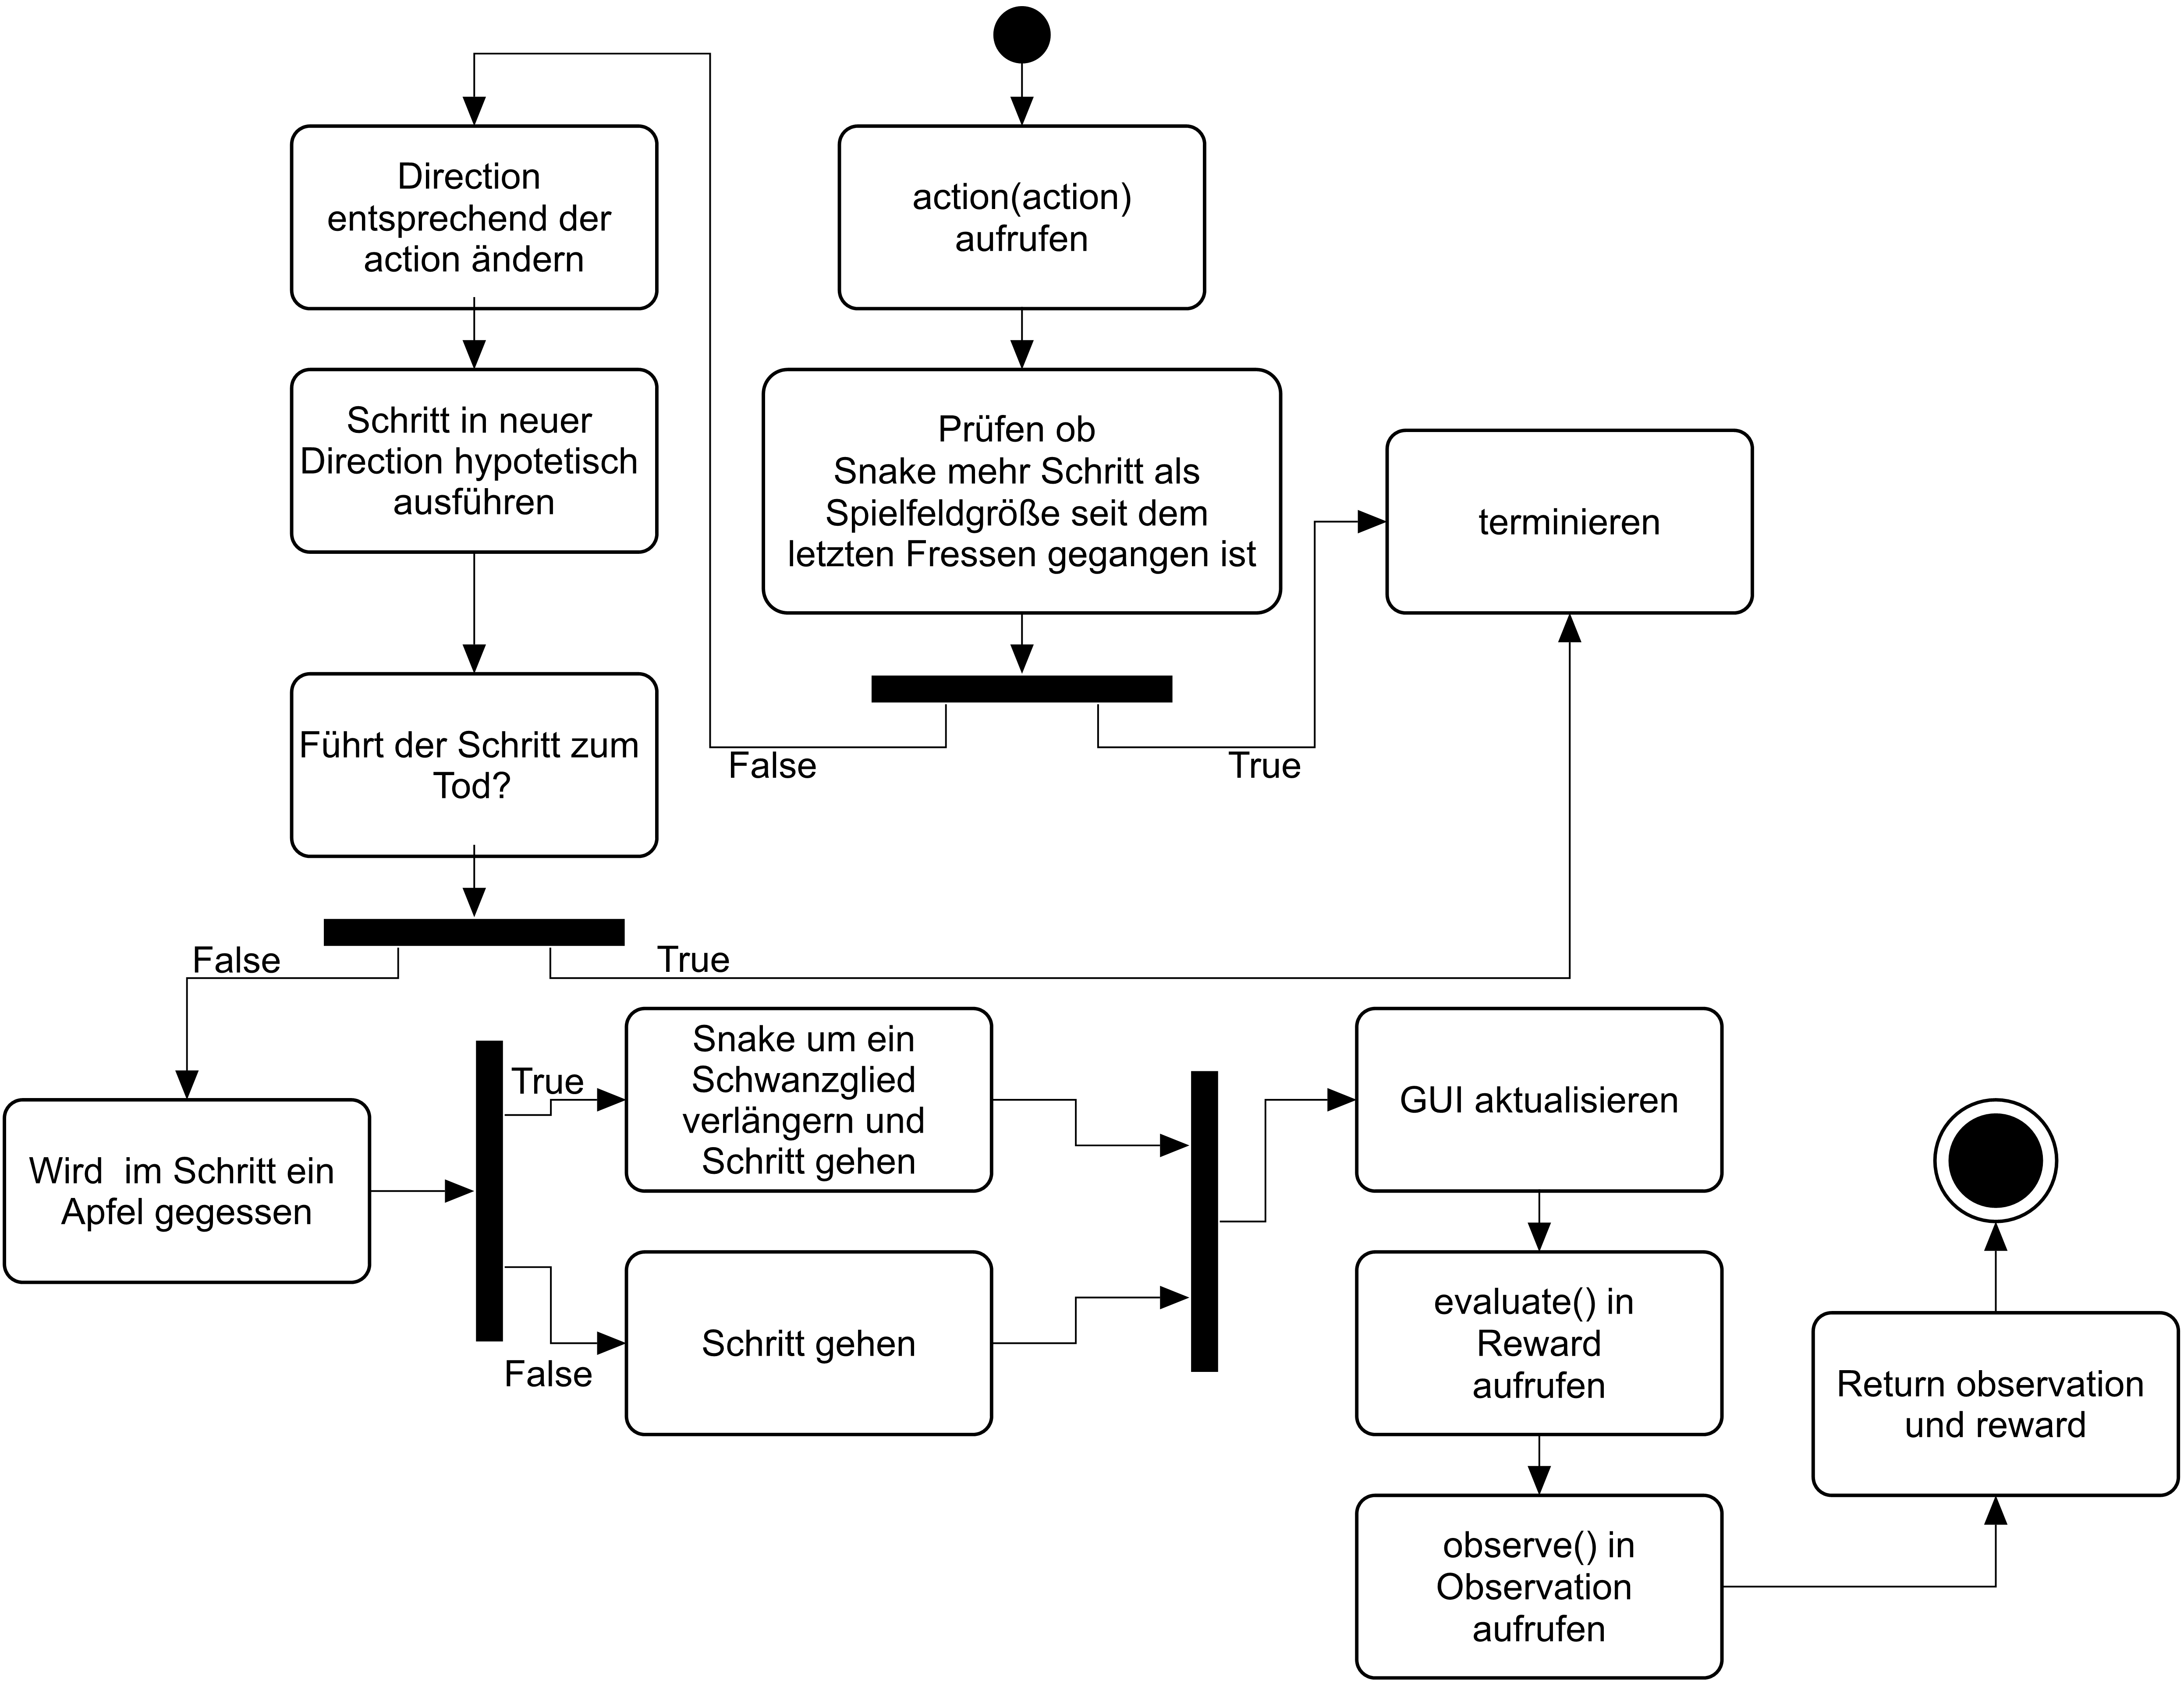 action(action)
aufrufen
Prüfen ob
Snake mehr Schritt als
Spielfeldgröße seit dem
letzten Fressen gegangen ist
False
True
terminieren
Direction
entsprechend der
action ändern
Schritt in neuer
Direction hypotetisch
ausführen
Führt der Schritt zum
Tod?
False
True
Wird  im Schritt ein
Apfel gegessen
True
False
Snake um ein
Schwanzglied
verlängern und
Schritt gehen
Schritt gehen
GUI aktualisieren
evaluate() in
Reward
aufrufen
observe() in
Observation
aufrufen
Return observation
und reward